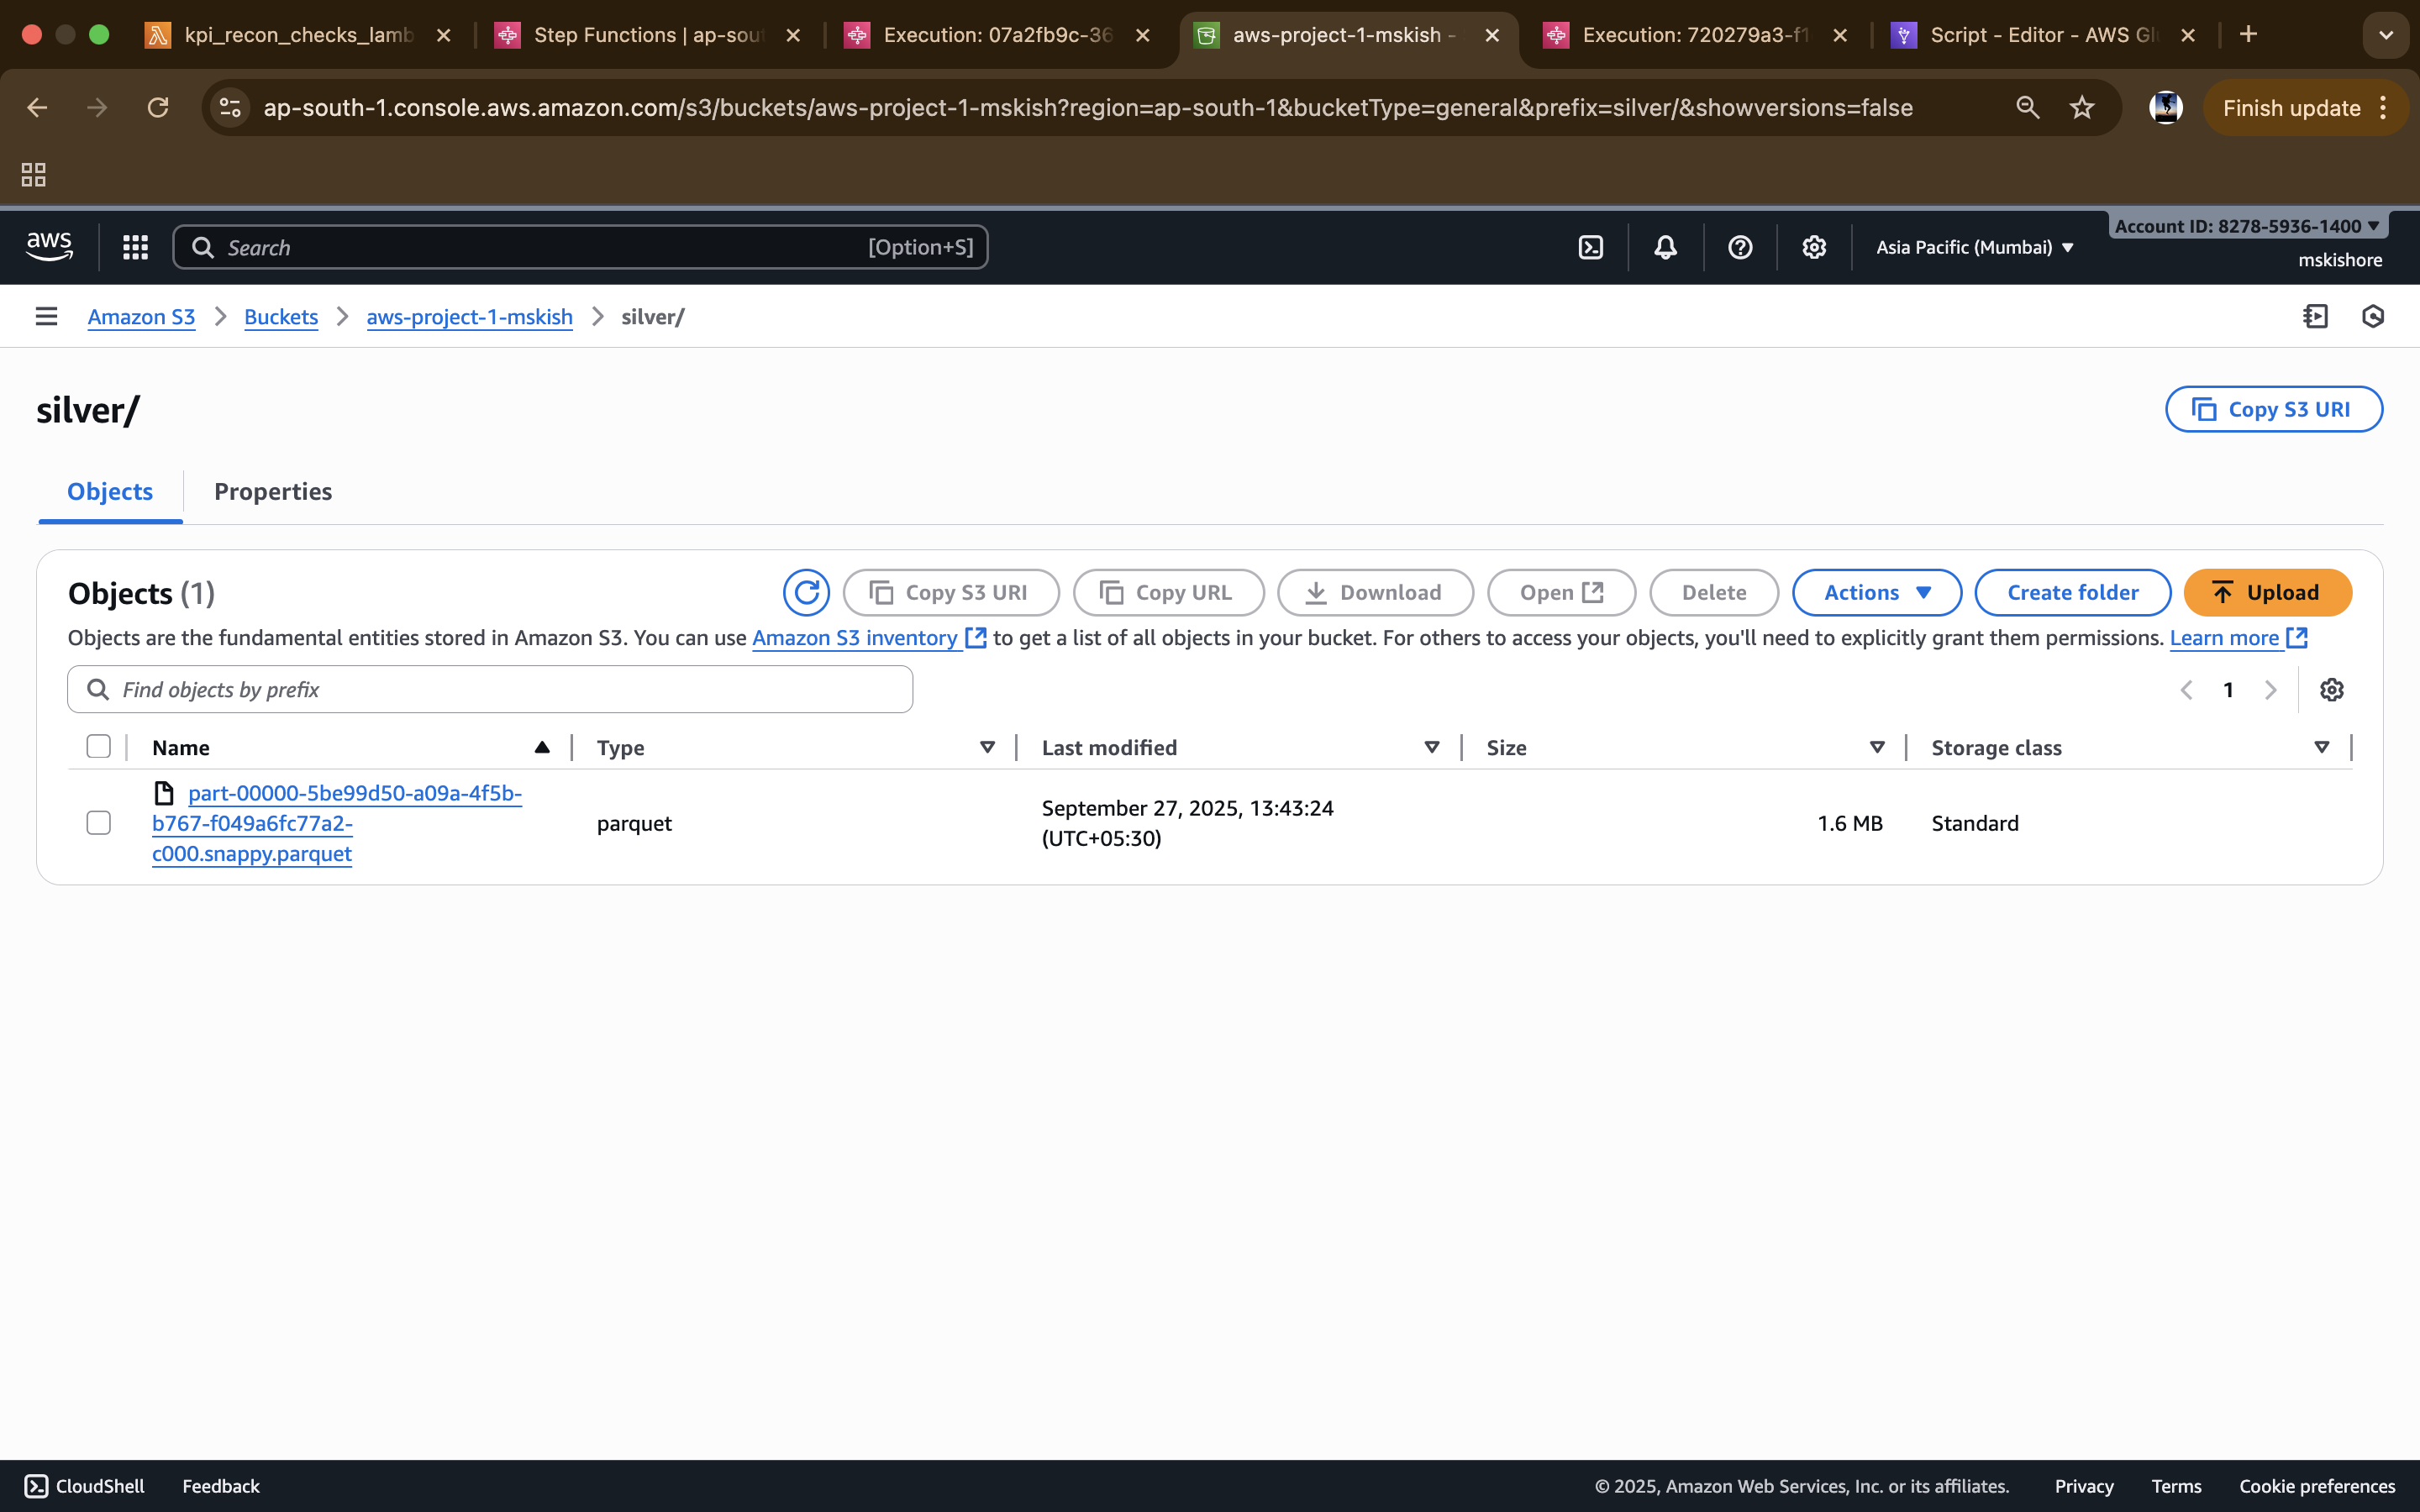 kpi_recon_checks_lamb
Step Functions | ap-sout
Execution: 07a2fb9c-36
aws-project-1-mskish -
Execution: 720279a3-f1
Script - Editor - AWS Glu
ap-south-1.console.aws.amazon.com/s3/buckets/aws-project-1-mskish?region=ap-south-1&bucketType=general&prefix=silver/&showversions=false
Finish update
aws
Search
[Option+S]
Asia Pacific (Mumbai)
Account ID: 8278-5936-1400
mskishore
Amazon S3
Buckets
aws-project-1-mskish
silver/
silver/
Copy S3 URI
Objects
Properties
Objects (1)
Copy S3 URI
Copy URL
Download
Open
Delete
Actions
Create folder
Upload
Objects are the fundamental entities stored in Amazon S3. You can use Amazon S3 inventory to get a list of all objects in your bucket. For others to access your objects, you'll need to explicitly grant them permissions. Learn more
Find objects by prefix
1
Name
Type
Last modified
Size
Storage class
part-00000-5be99d50-a09a-4f5b-
b767-f049a6fc77a2-
c000.snappy.parquet
parquet
September 27, 2025, 13:43:24
(UTC+05:30)
1.6 MB
Standard
CloudShell
Feedback
© 2025, Amazon Web Services, Inc. or its affiliates.
Privacy
Terms
Cookie preferences